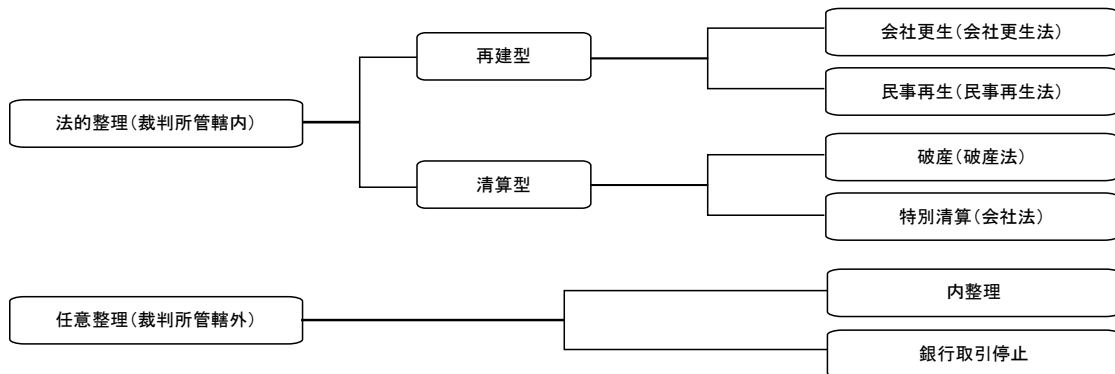 法的整理(裁判所管轄内)
再建型
会社更生(会社更生法)
民事再生(民事再生法)
清算型
破産(破産法)
特別清算(会社法)
任意整理(裁判所管轄外)
内整理
銀行取引停止